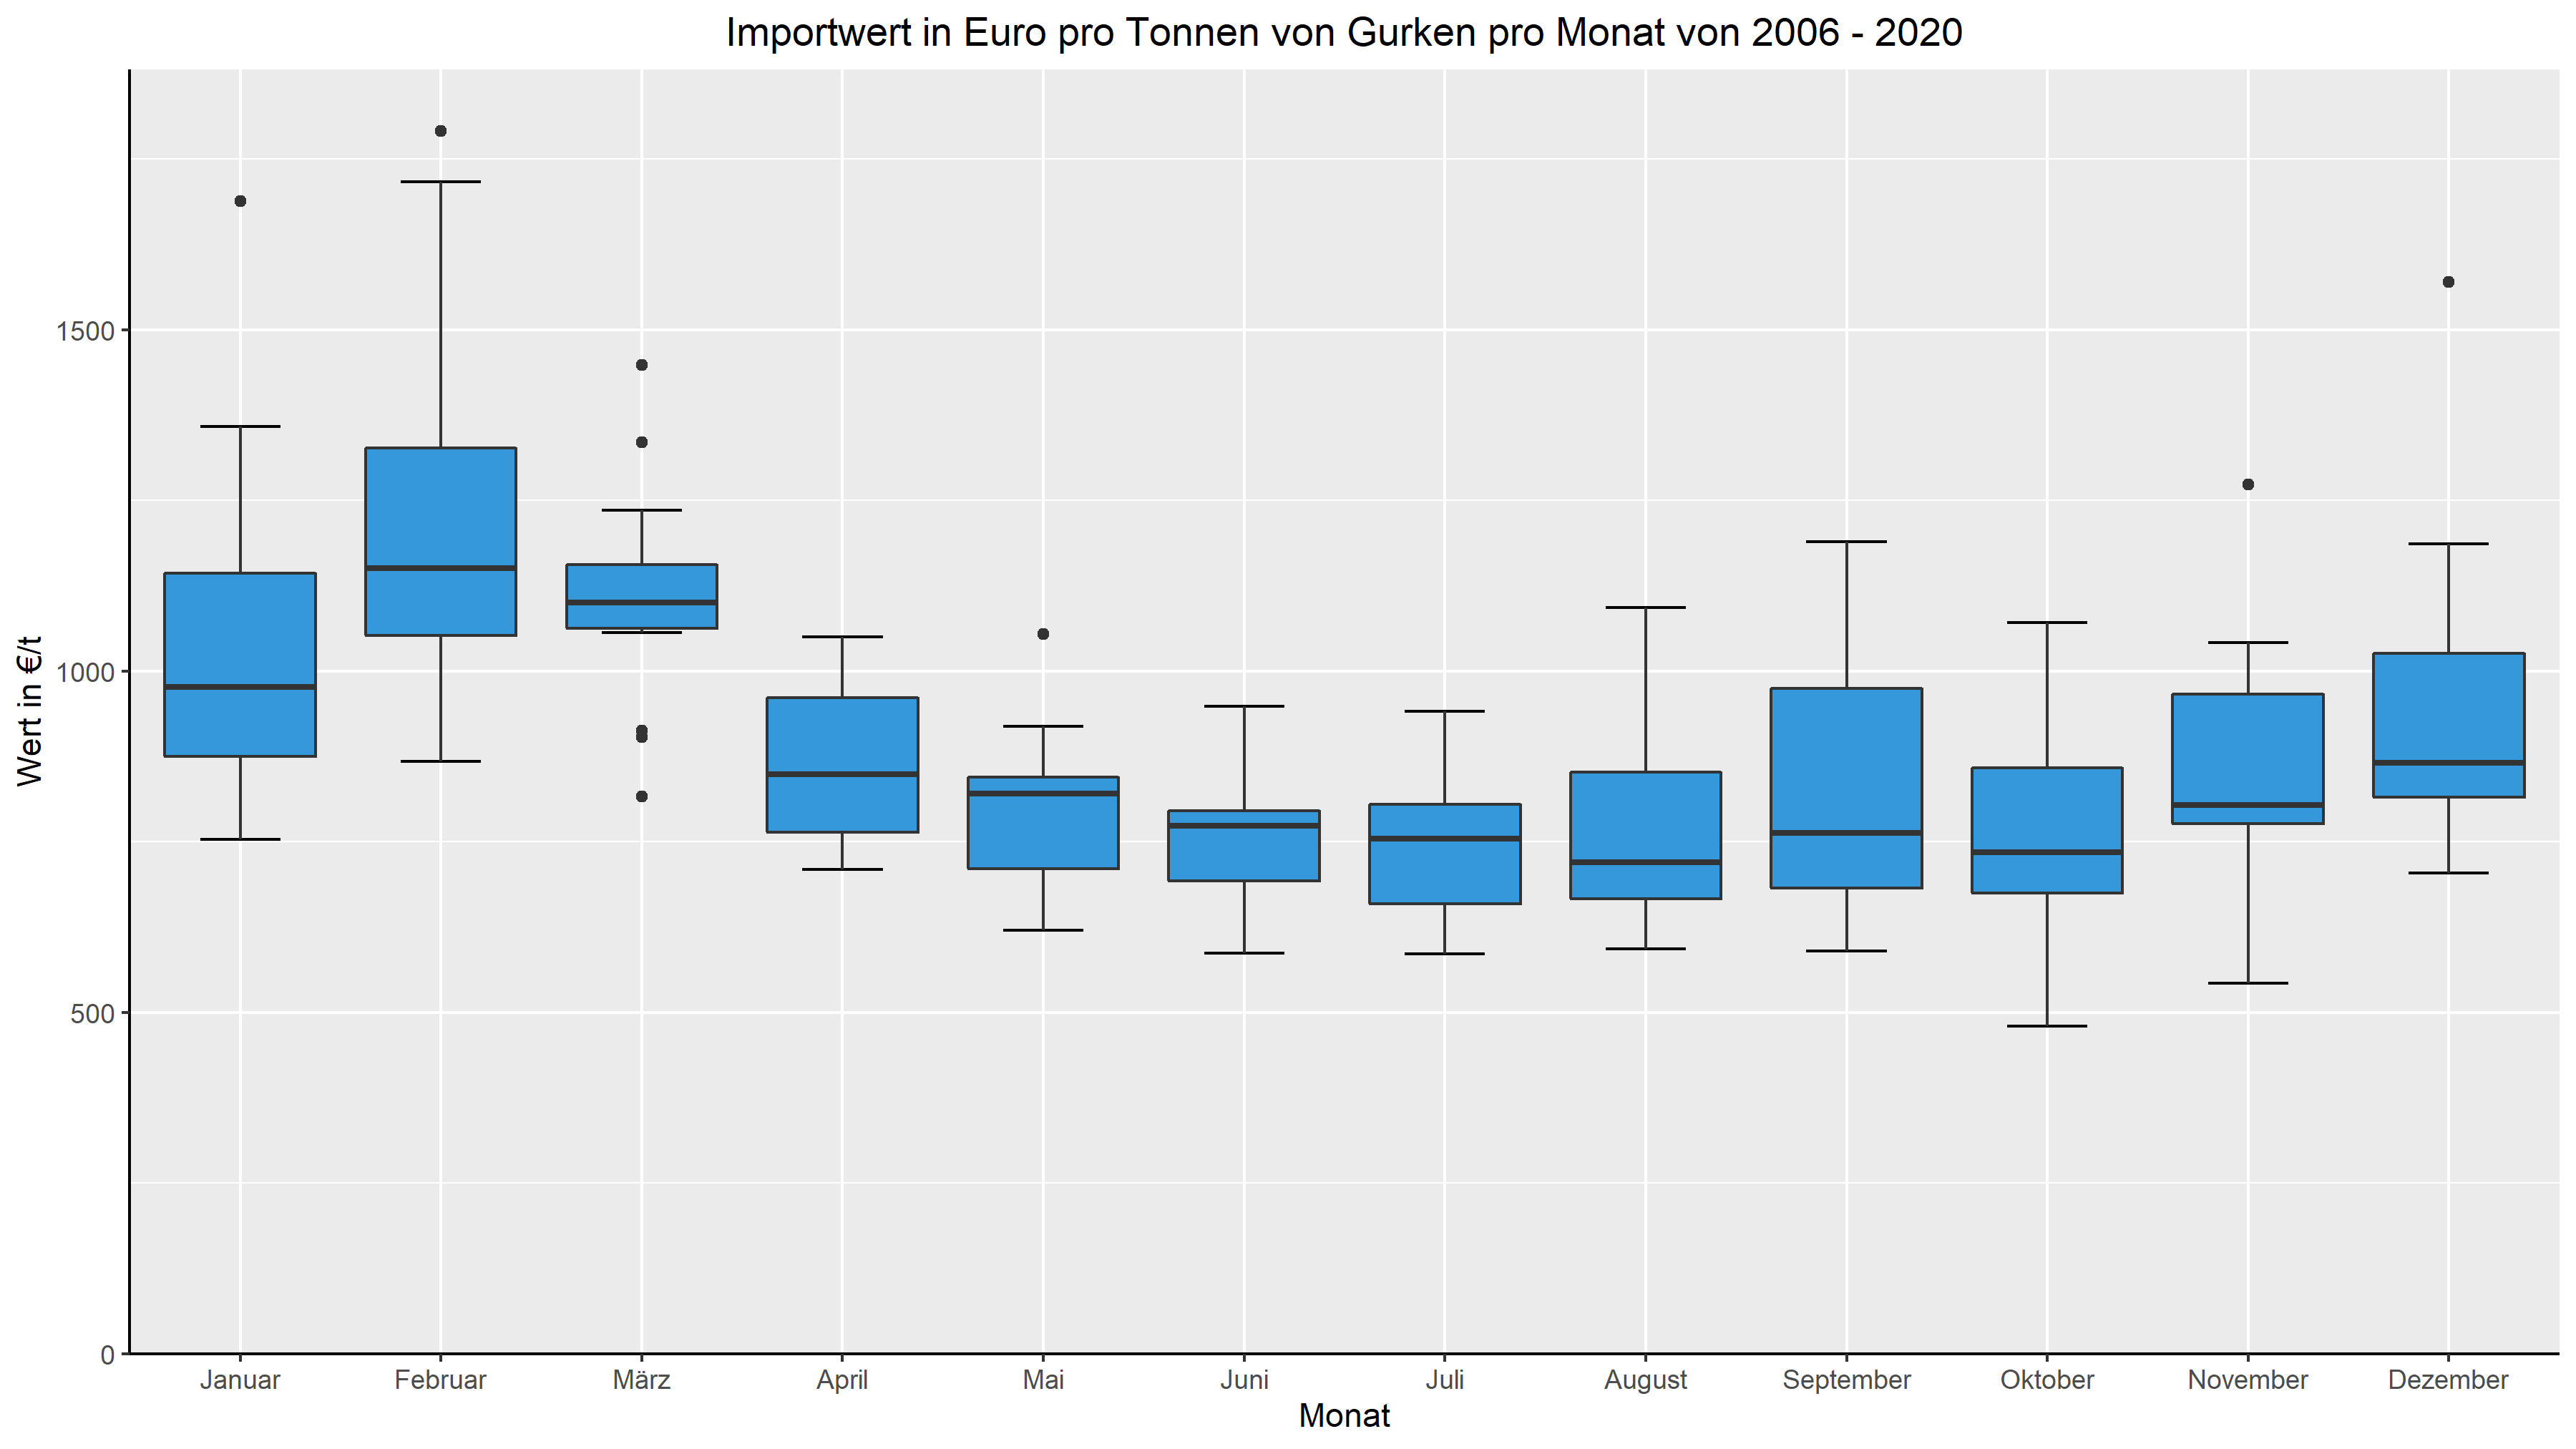 Importwert in Euro pro Tonnen von Gurken pro Monat von 2006 - 2020
Wert in €/t
1500
1000
500
0
Januar Februar März April Mai Juni Juli August September Oktober November Dezember
Monat